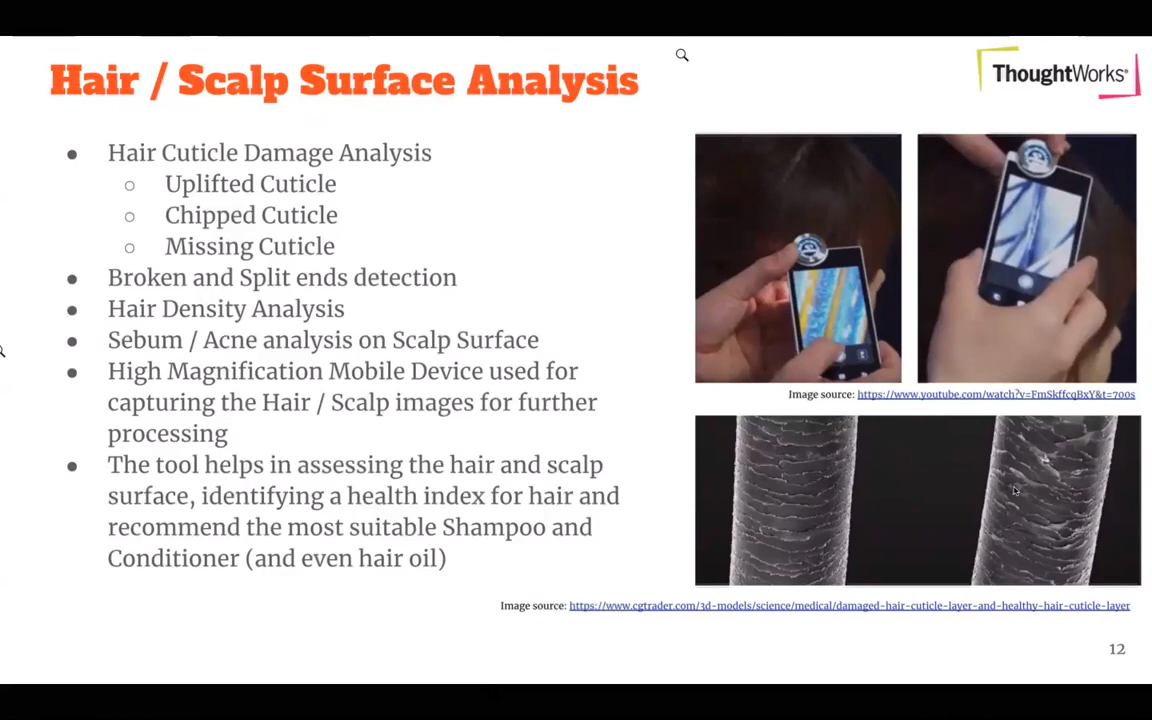 Hair / Scalp Surface Analysis
ThoughtWorks®
● Hair Cuticle Damage Analysis
○ Uplifted Cuticle
○ Chipped Cuticle
○ Missing Cuticle
● Broken and Split ends detection
● Hair Density Analysis
● Sebum / Acne analysis on Scalp Surface
● High Magnification Mobile Device used for
capturing the Hair / Scalp images for further
processing
● The tool helps in assessing the hair and scalp
surface, identifying a health index for hair and
recommend the most suitable Shampoo and
Conditioner (and even hair oil)
Image source: https://www.youtube.com/watch?v=FmSkffcqBxY&t=700s
Image source: https://www.cgtrader.com/3d-models/science/medical/damaged-hair-cuticle-layer-and-healthy-hair-cuticle-layer
12